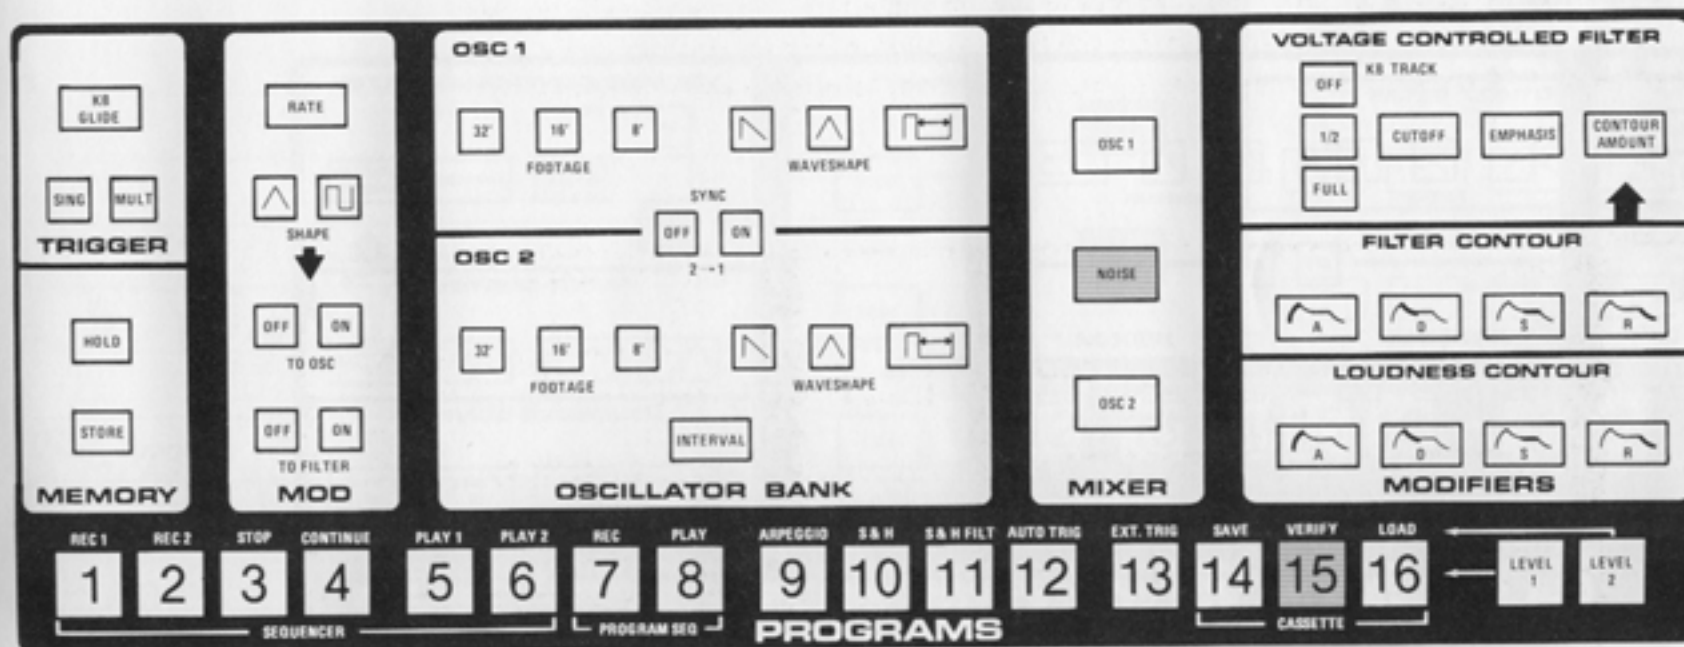 KB
GLIDE
SING MULT
TRIGGER
HOLD
STORE
MEMORY
RATE
SHAPE
OFF ON
TO OSC
OFF ON
TO FILTER
MOD
OSC 1
32' 16' 8'
FOOTAGE WAVESHAPE
SYNC
OFF ON
2→1
OSC 2
32' 16' 8'
FOOTAGE WAVESHAPE
INTERVAL
OSCILLATOR BANK
OSC 1
NOISE
OSC 2
MIXER
VOLTAGE CONTROLLED FILTER
KB TRACK
OFF
1/2
FULL
CUTOFF
EMPHASIS
CONTOUR
AMOUNT
FILTER CONTOUR
A D S R
LOUDNESS CONTOUR
A D S R
MODIFIERS
REC 1 REC 2 STOP CONTINUE PLAY 1 PLAY 2 REC PLAY ARPEGGIO S & H S & H FILT AUTO TRIG EXT. TRIG SAVE VERIFY LOAD
1 2 3 4 5 6 7 8 9 10 11 12 13 14 15 16
LEVEL
1
LEVEL
2
SEQUENCER PROGRAM SEQ PROGRAMS CASSETTE